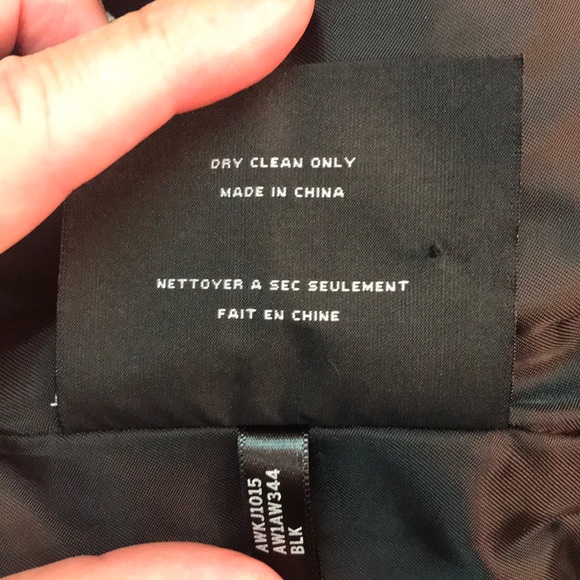 DRY CLEAN ONLY
MADE IN CHINA
NETTOYER A SEC SEULEMENT
FAIT EN CHINE
AWKJ1015
AW1AW344
BLK